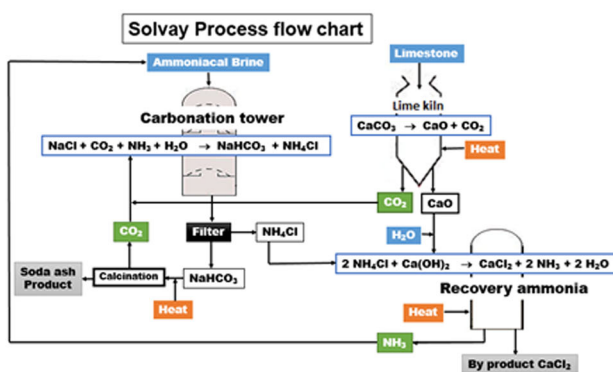 Solvay Process flow chart
Ammoniacal Brine
Limestone
Lime kiln
Carbonation tower
CaCO₃ → CaO + CO₂
NaCl + CO₂ + NH₃ + H₂O → NaHCO₃ + NH₄Cl
Heat
CO₂
CaO
CO₂
Filter
NH₄Cl
H₂O
Soda ash
Product
Calcination
NaHCO₃
2 NH₄Cl + Ca(OH)₂ → CaCl₂ + 2 NH₃ + 2 H₂O
Recovery ammonia
Heat
Heat
NH₃
By product CaCl₂